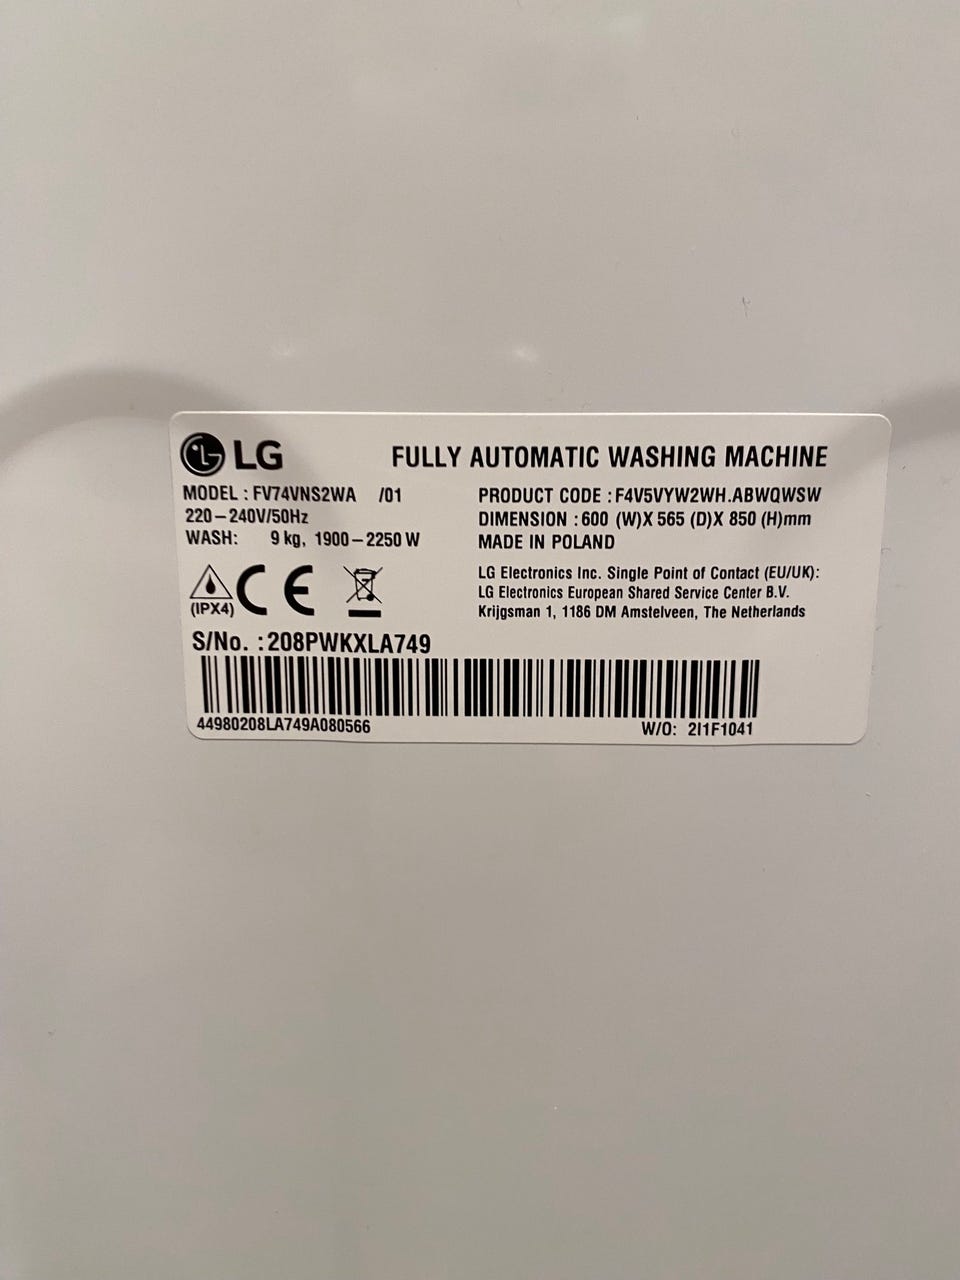 LG FULLY AUTOMATIC WASHING MACHINE
MODEL : FV74VNS2WA /01
220-240V/50Hz
WASH: 9 kg, 1900-2250 W
PRODUCT CODE : F4V5VYW2WH.ABWQWSW
DIMENSION : 600 (W)X 565 (D)X 850 (H)mm
MADE IN POLAND
LG Electronics Inc. Single Point of Contact (EU/UK):
LG Electronics European Shared Service Center B.V.
Krijgsman 1, 1186 DM Amstelveen, The Netherlands
(IPX4) CE
S/No. : 208PWKXLA749
44980208LA749A080566
W/O: 2I1F1041